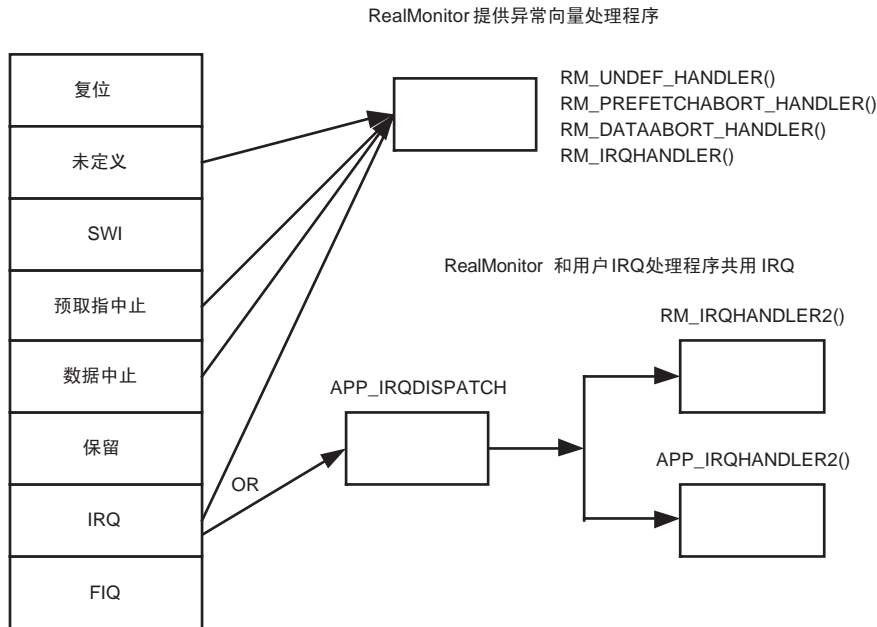 RealMonitor 提供异常向量处理程序
复位
未定义
SWI
预取指中止
数据中止
保留
IRQ
FIQ
RM_UNDEF_HANDLER()
RM_PREFETCHABORT_HANDLER()
RM_DATAABORT_HANDLER()
RM_IRQHANDLER()
RealMonitor 和用户IRQ处理程序共用 IRQ
RM_IRQHANDLER2()
APP_IRQDISPATCH
OR
APP_IRQHANDLER2()